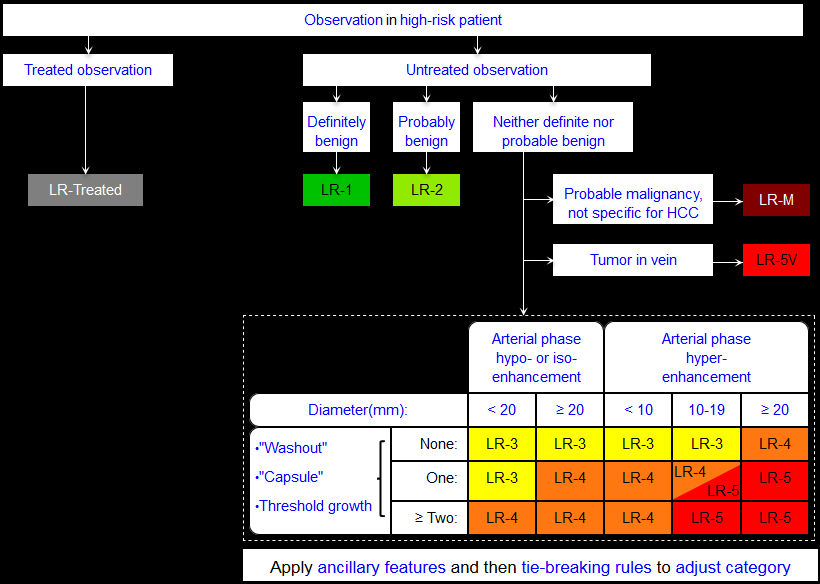 Observation in high-risk patient
Treated observation
Untreated observation
Definitely
benign
Probably
benign
Neither definite nor
probable benign
LR-Treated
LR-1
LR-2
Probable malignancy,
not specific for HCC
LR-M
Tumor in vein
LR-5V
Arterial phase
hypo- or iso-
enhancement
Arterial phase
hyper-
enhancement
Diameter(mm): < 20 ≥ 20 < 10 10-19 ≥ 20
•"Washout"
•"Capsule"
•Threshold growth
None: LR-3 LR-3 LR-3 LR-3 LR-4
One: LR-3 LR-4 LR-4 LR-4 LR-5 LR-5
≥ Two: LR-4 LR-4 LR-4 LR-5 LR-5
Apply ancillary features and then tie-breaking rules to adjust category